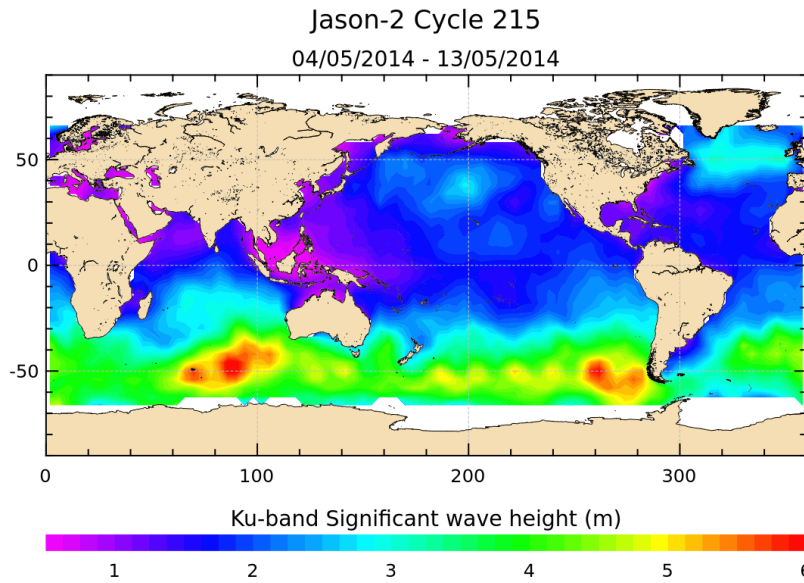 Jason-2 Cycle 215
04/05/2014 - 13/05/2014
50
0
-50
0 100 200 300
Ku-band Significant wave height (m)
1 2 3 4 5 6